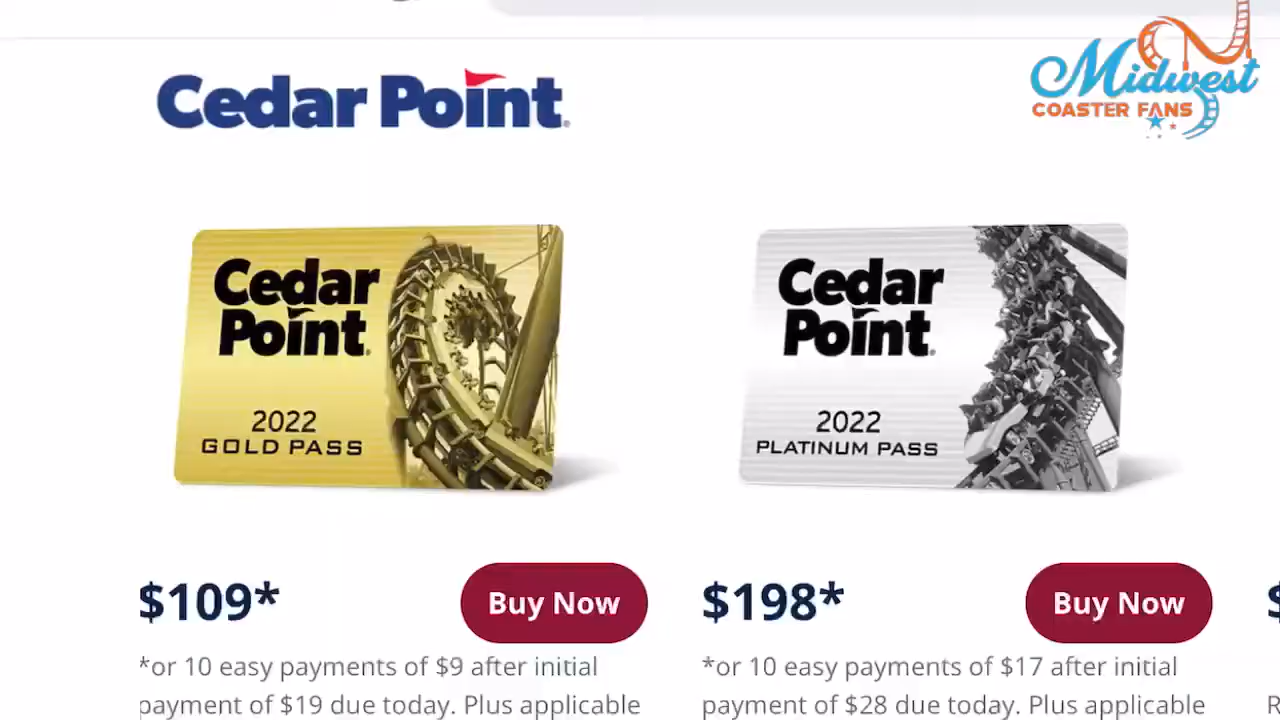 Midwest
COASTER FANS
Cedar Point
Cedar
Point
2022
GOLD PASS
Cedar
Point
2022
PLATINUM PASS
$109*
Buy Now
$198*
Buy Now
$
*or 10 easy payments of $9 after initial
payment of $19 due today. Plus applicable
*or 10 easy payments of $17 after initial
payment of $28 due today. Plus applicable
R